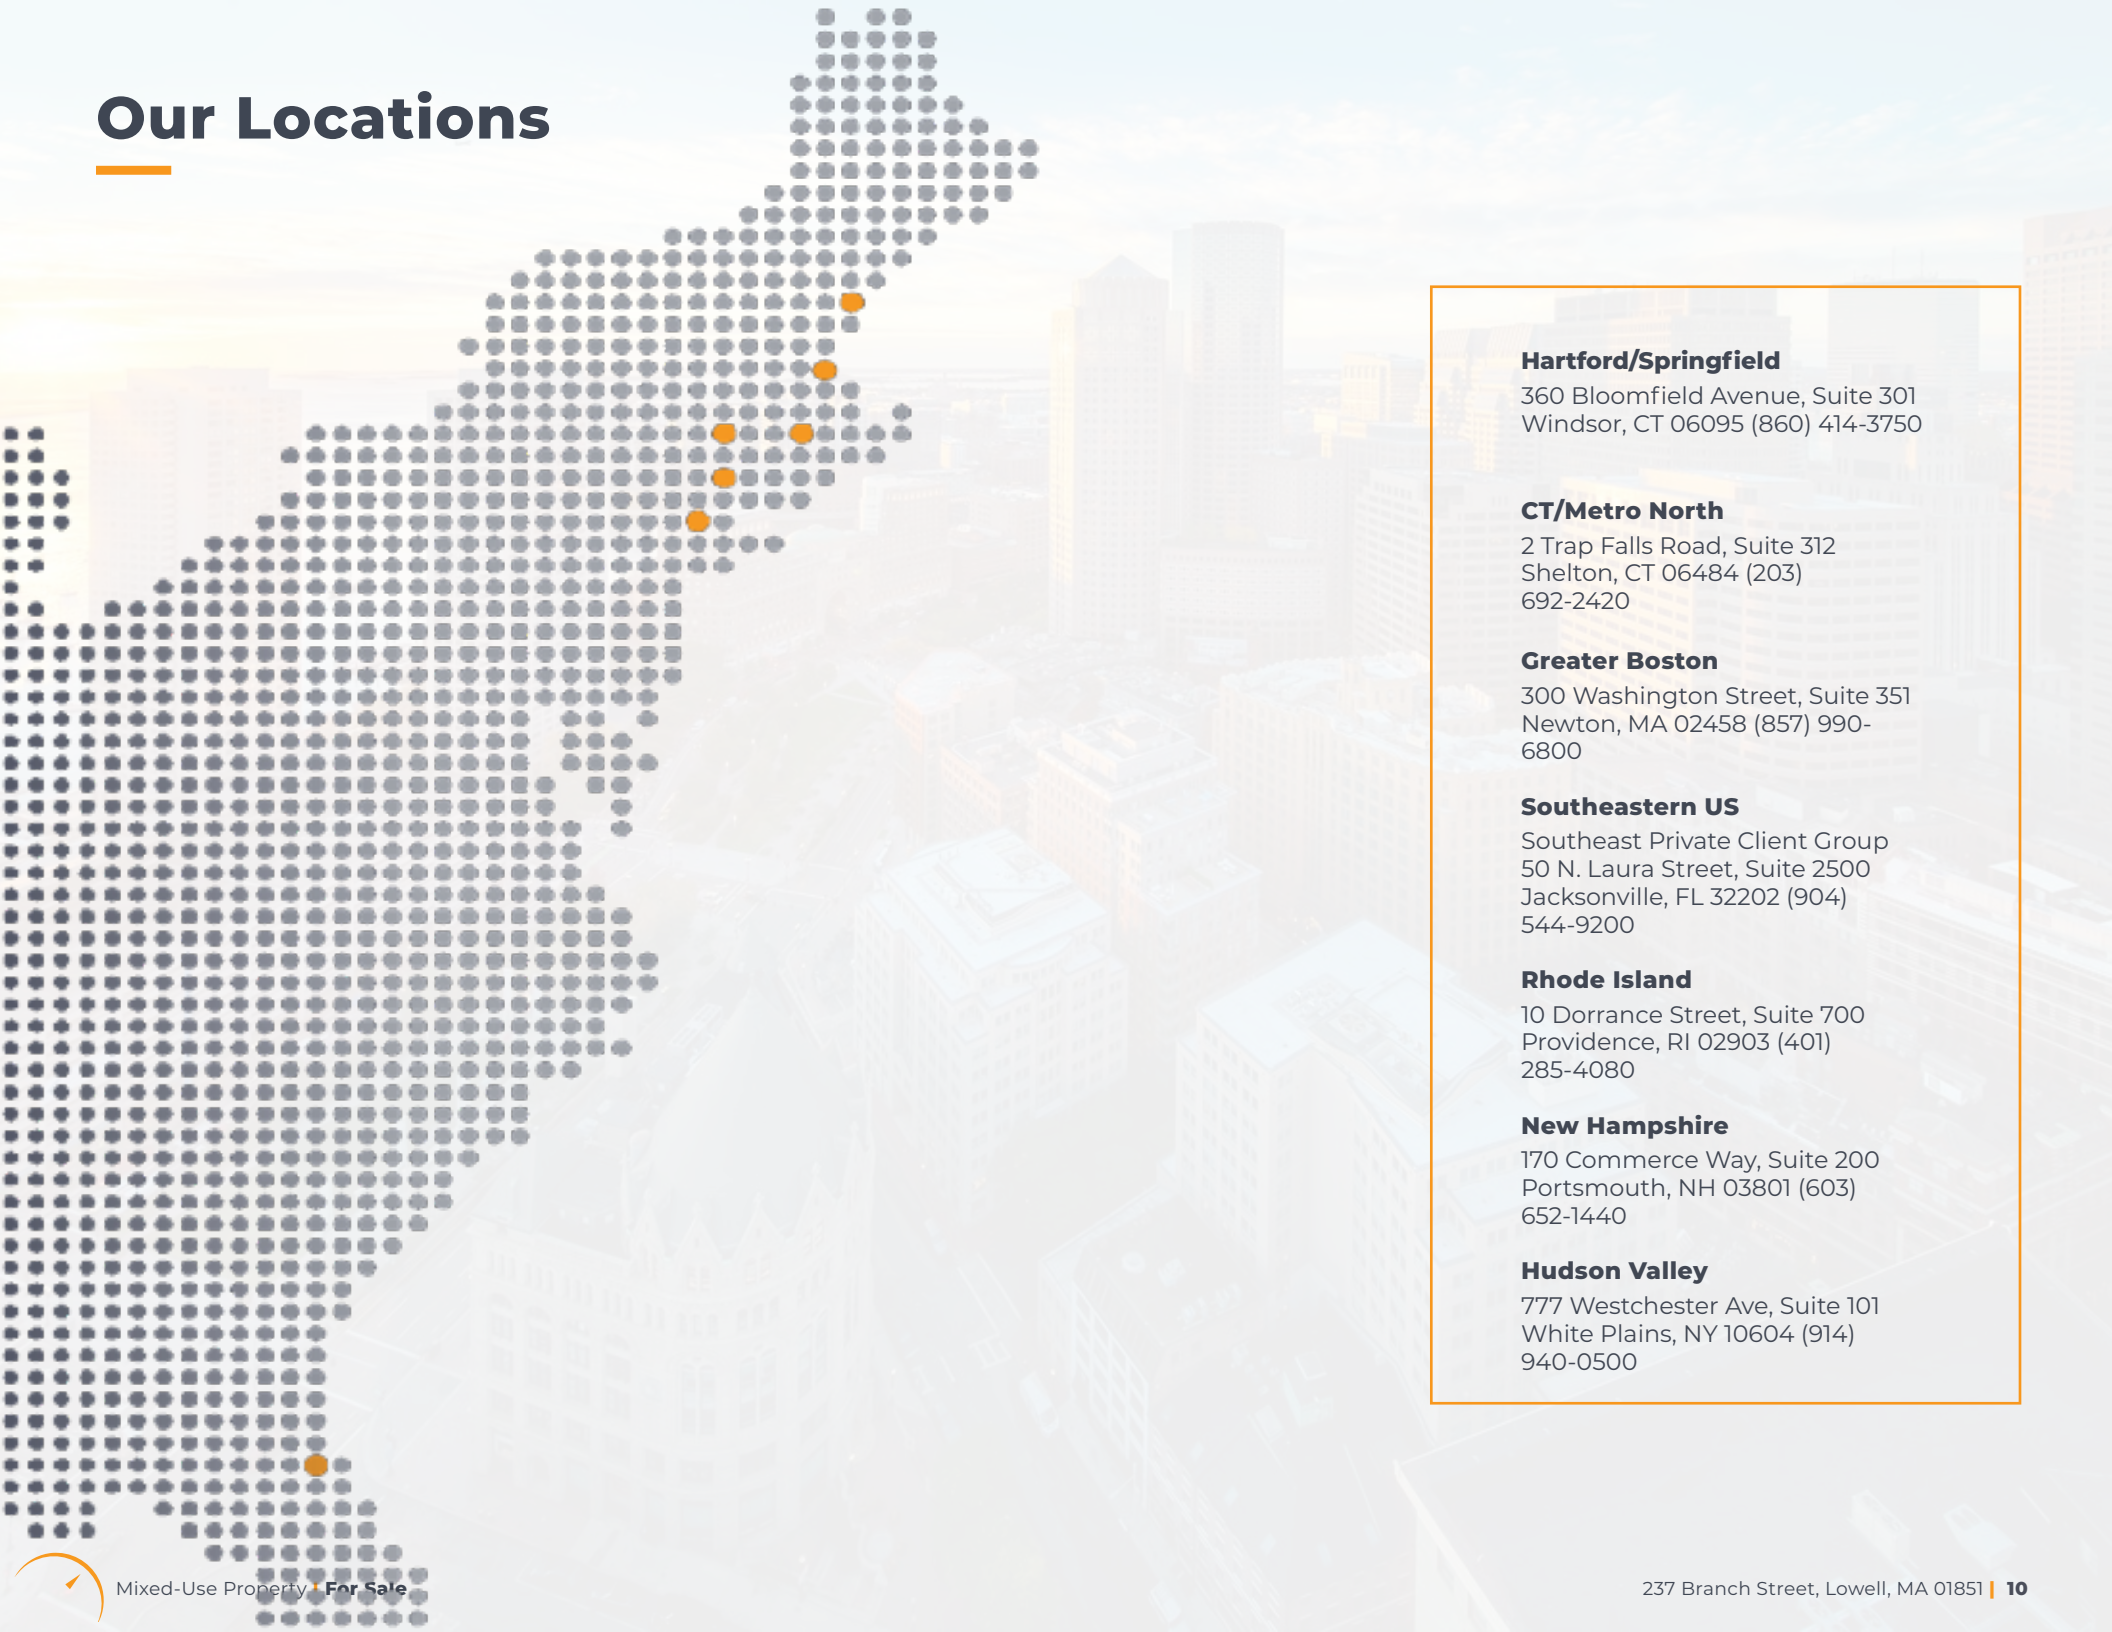 Our Locations
Hartford/Springfield
360 Bloomfield Avenue, Suite 301
Windsor, CT 06095 (860) 414-3750
CT/Metro North
2 Trap Falls Road, Suite 312
Shelton, CT 06484 (203)
692-2420
Greater Boston
300 Washington Street, Suite 351
Newton, MA 02458 (857) 990-
6800
Southeastern US
Southeast Private Client Group
50 N. Laura Street, Suite 2500
Jacksonville, FL 32202 (904)
544-9200
Rhode Island
10 Dorrance Street, Suite 700
Providence, RI 02903 (401)
285-4080
New Hampshire
170 Commerce Way, Suite 200
Portsmouth, NH 03801 (603)
652-1440
Hudson Valley
777 Westchester Ave, Suite 101
White Plains, NY 10604 (914)
940-0500
Mixed-Use Property | For Sale
237 Branch Street, Lowell, MA 01851 | 10